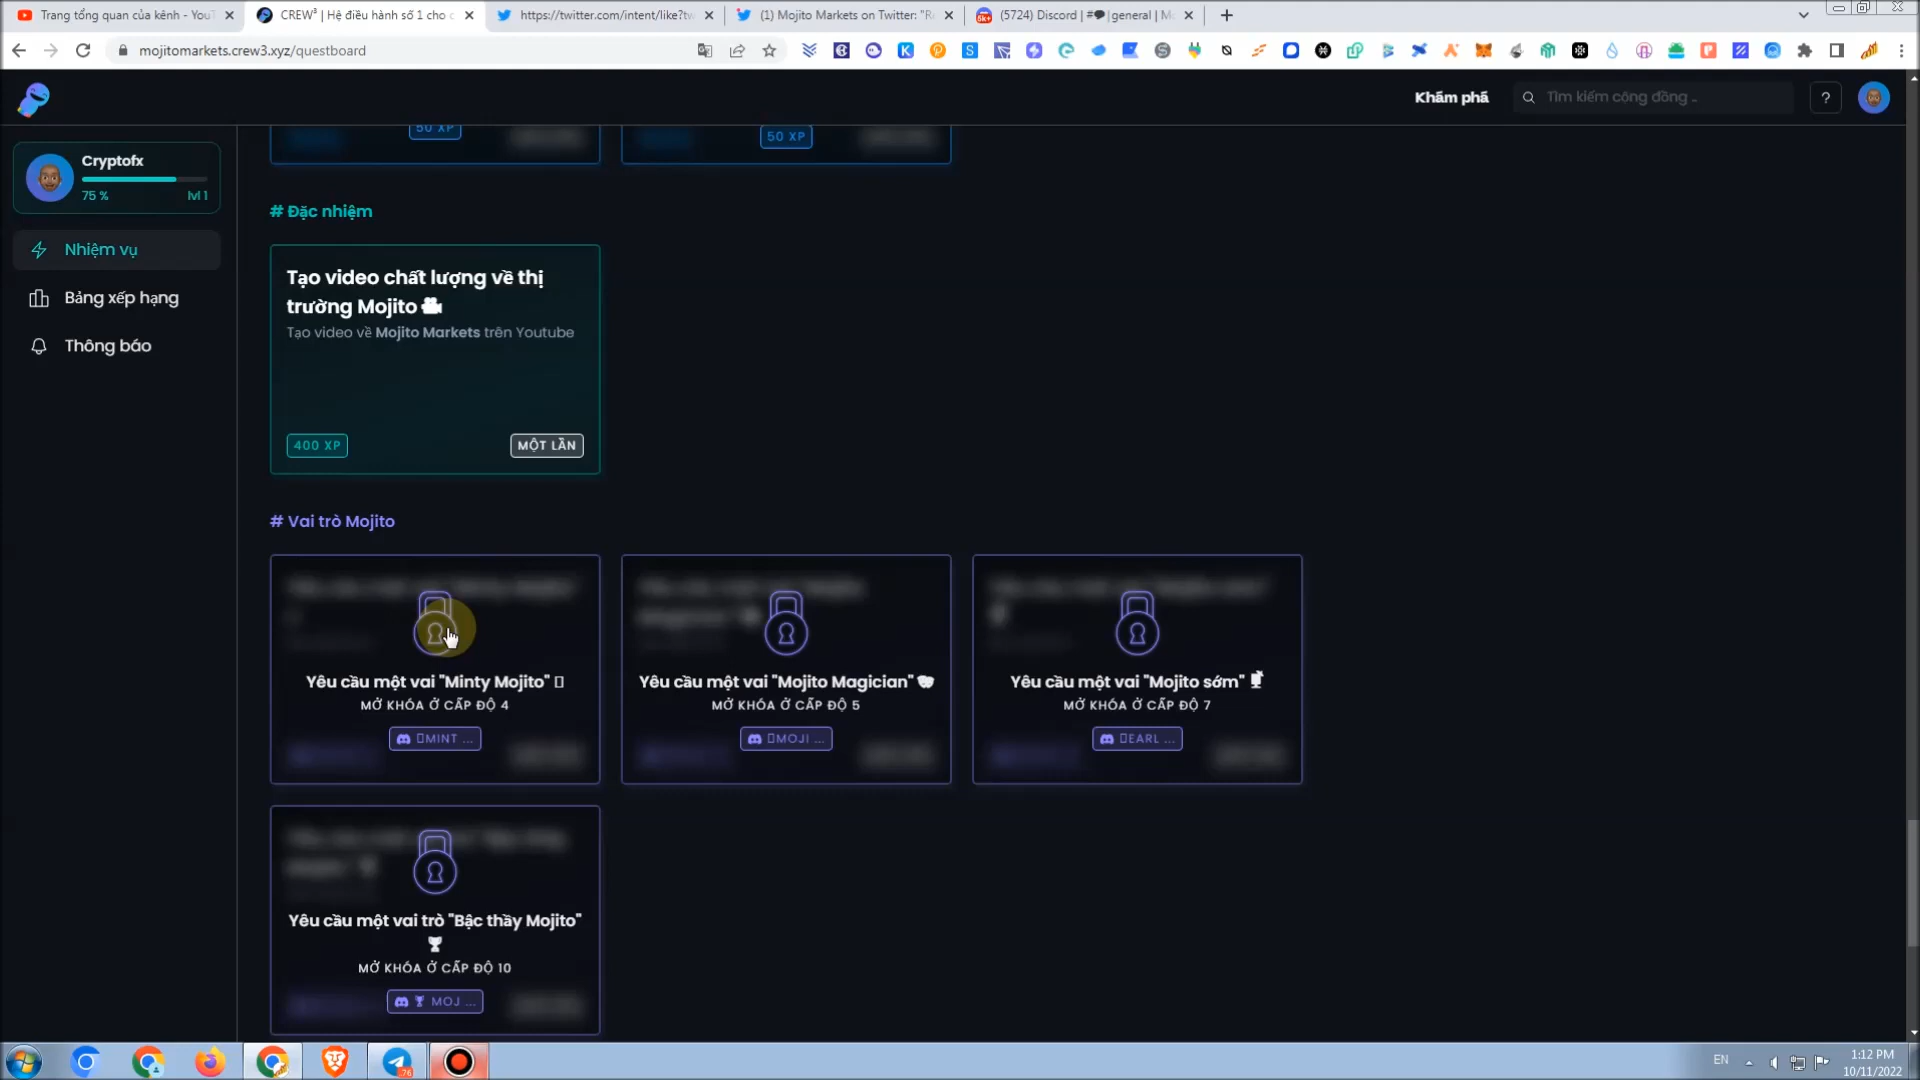 Trang tổng quan của kênh - YouT
CREW³ | Hệ điều hành số 1 cho c
https://twitter.com/intent/like?tw
(1) Mojito Markets on Twitter: "R
(5724) Discord | #💬|general | M
mojitomarkets.crew3.xyz/questboard
Khám phá
Tìm kiếm cộng đồng ..
?
Cryptofx
75 %
lvl 1
Nhiệm vụ
Bảng xếp hạng
Thông báo
50 XP
50 XP
# Đặc nhiệm
Tạo video chất lượng về thị
trường Mojito 🎥
Tạo video về Mojito Markets trên Youtube
400 XP
MỘT LẦN
# Vai trò Mojito
Yêu cầu một vai "Minty Mojito" ▯
MỞ KHÓA Ở CẤP ĐỘ 4
▯MINT ...
Yêu cầu một vai "Mojito Magician" 🎭
MỞ KHÓA Ở CẤP ĐỘ 5
▯MOJI ...
Yêu cầu một vai "Mojito sớm" 🍹
MỞ KHÓA Ở CẤP ĐỘ 7
▯EARL ...
Yêu cầu một vai trò "Bậc thầy Mojito"
🏆
MỞ KHÓA Ở CẤP ĐỘ 10
🏆 MOJ ...
76
EN
1:12 PM
10/11/2022